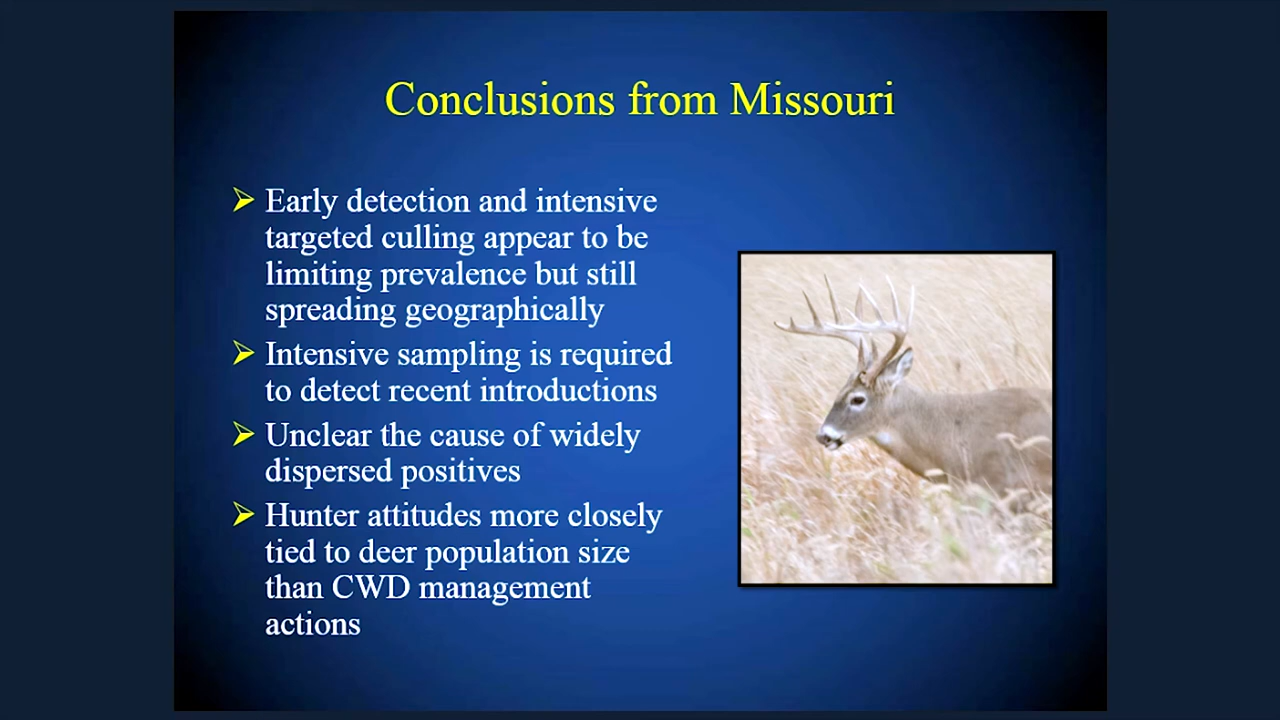 Conclusions from Missouri
Early detection and intensive
targeted culling appear to be
limiting prevalence but still
spreading geographically
Intensive sampling is required
to detect recent introductions
Unclear the cause of widely
dispersed positives
Hunter attitudes more closely
tied to deer population size
than CWD management
actions